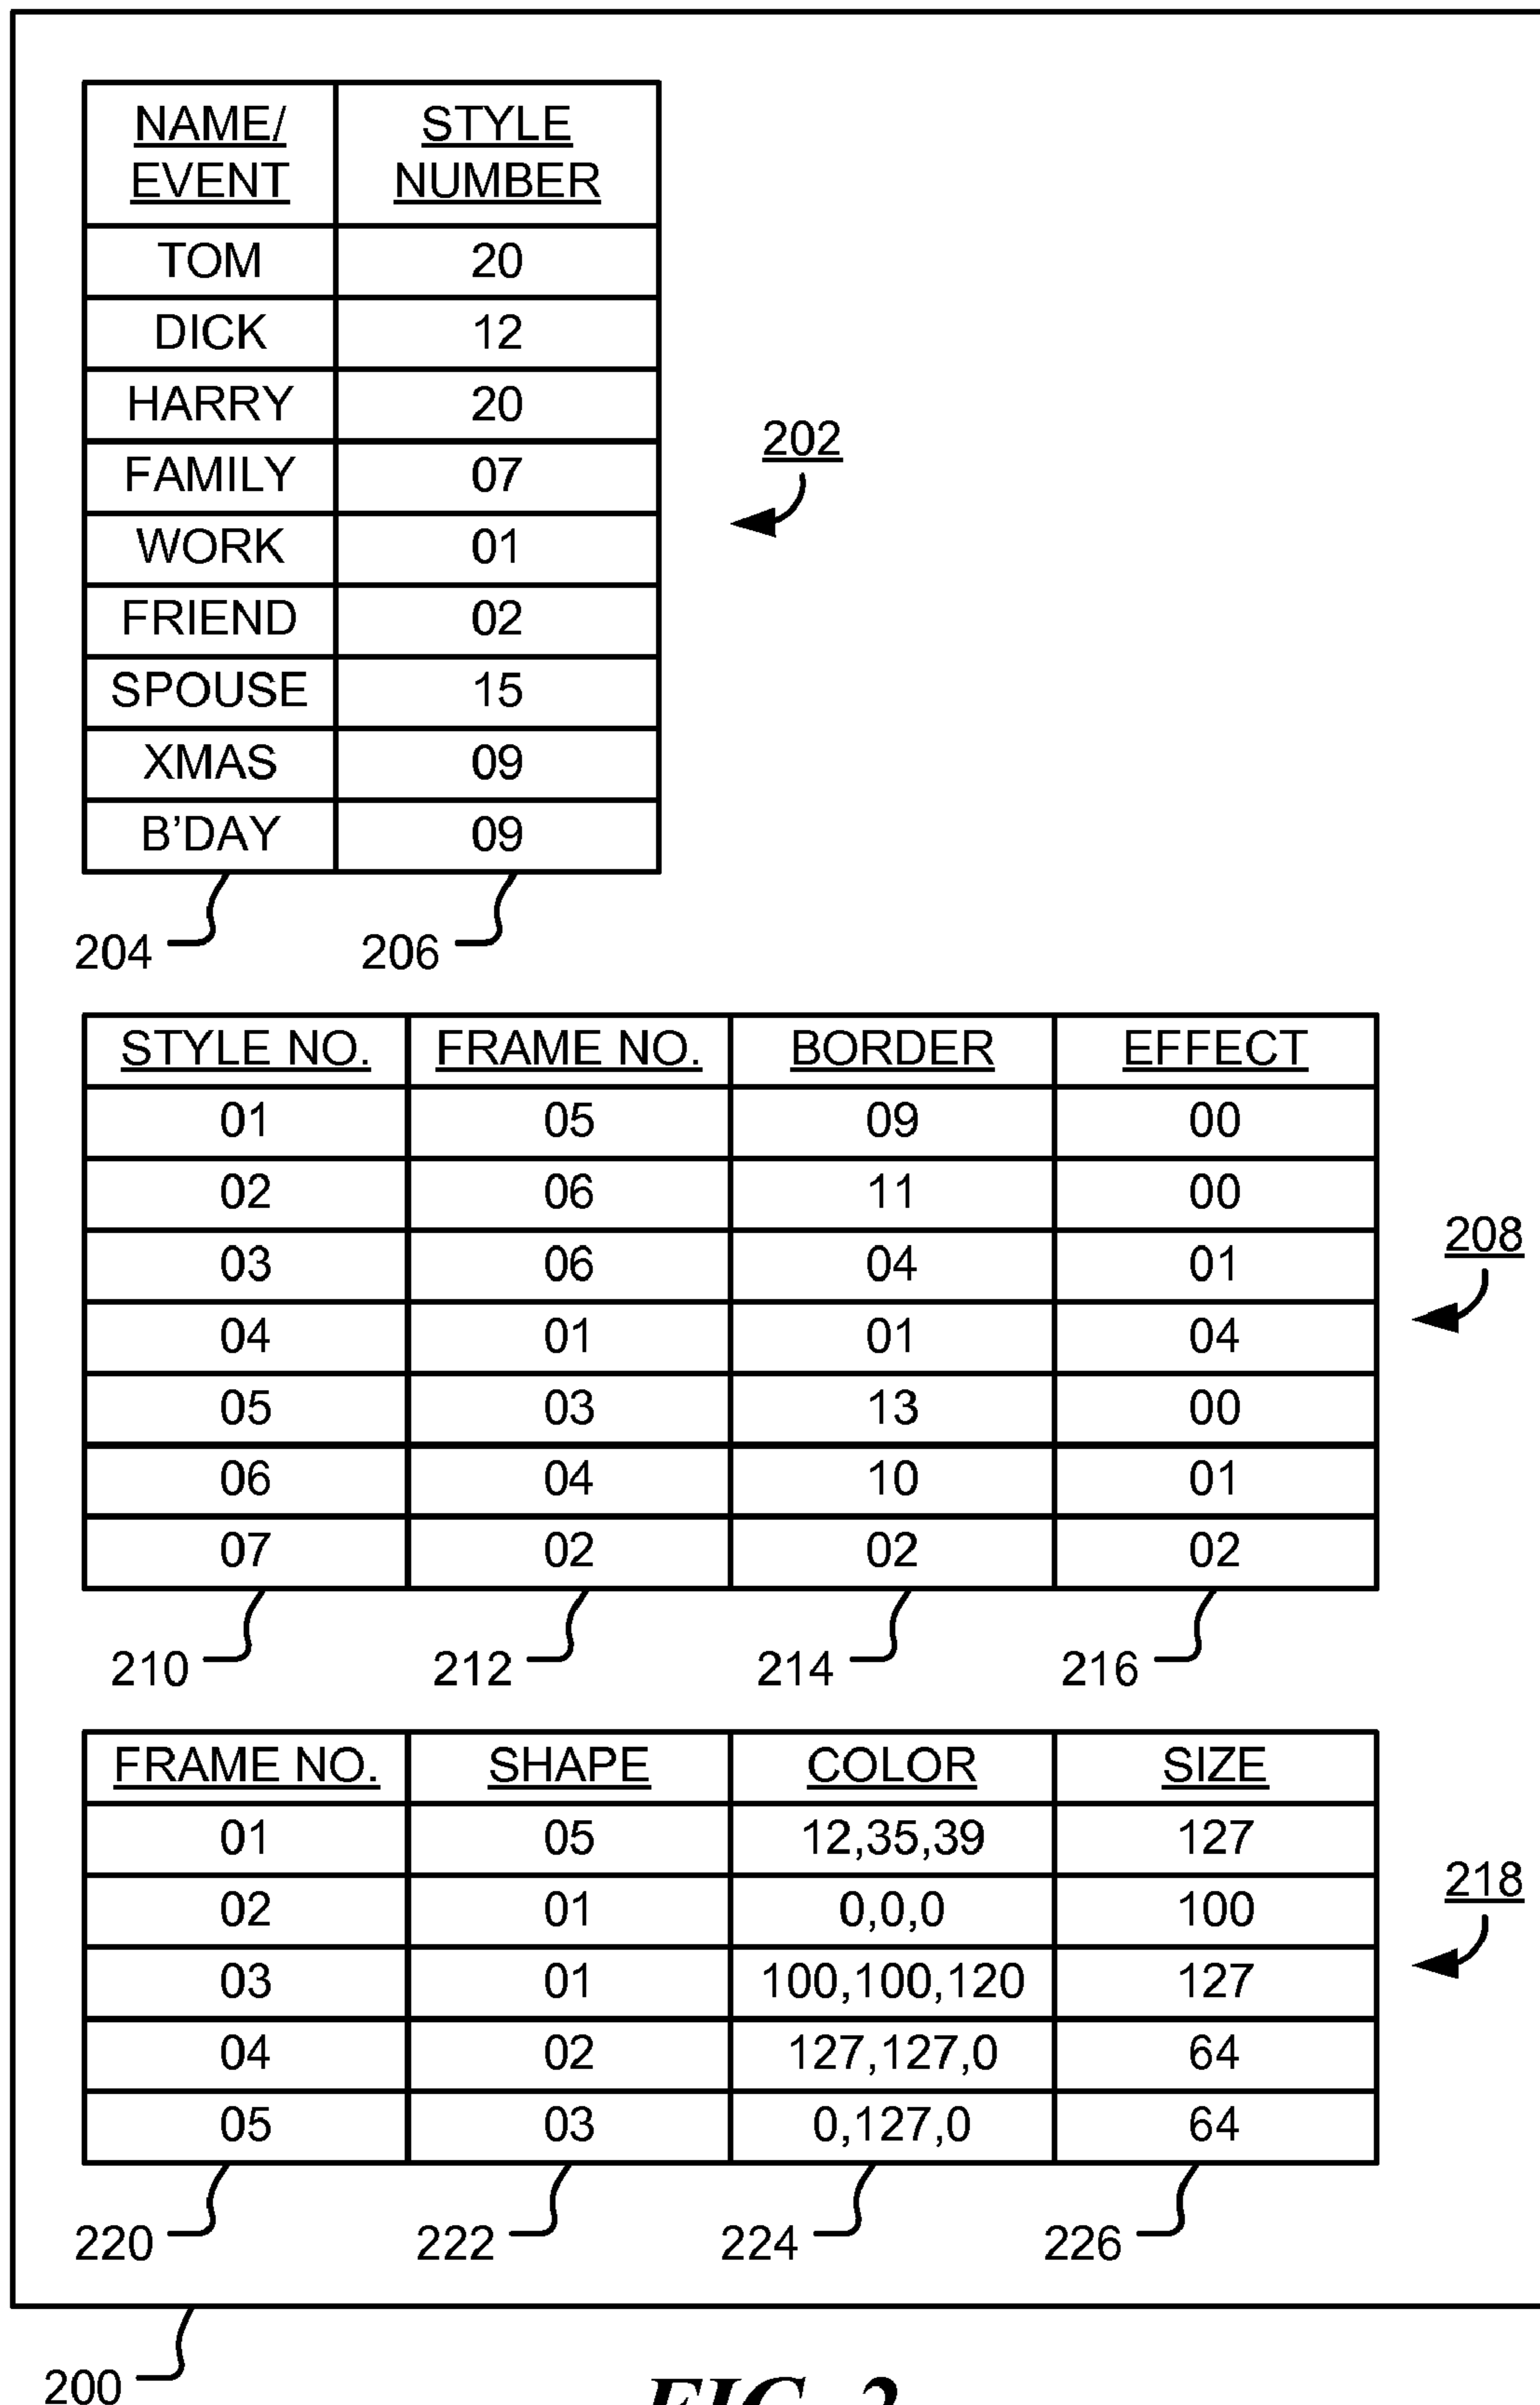 NAME/ EVENT STYLE NUMBER
TOM 20
DICK 12
HARRY 20
FAMILY 07
WORK 01
FRIEND 02
SPOUSE 15
XMAS 09
B’DAY 09
202
204 206
STYLE NO. FRAME NO. BORDER EFFECT
01 05 09 00
02 06 11 00
03 06 04 01
04 01 01 04
05 03 13 00
06 04 10 01
07 02 02 02
208
210 212 214 216
FRAME NO. SHAPE COLOR SIZE
01 05 12,35,39 127
02 01 0,0,0 100
03 01 100,100,120 127
04 02 127,127,0 64
05 03 0,127,0 64
218
220 222 224 226
200
FIG. 2